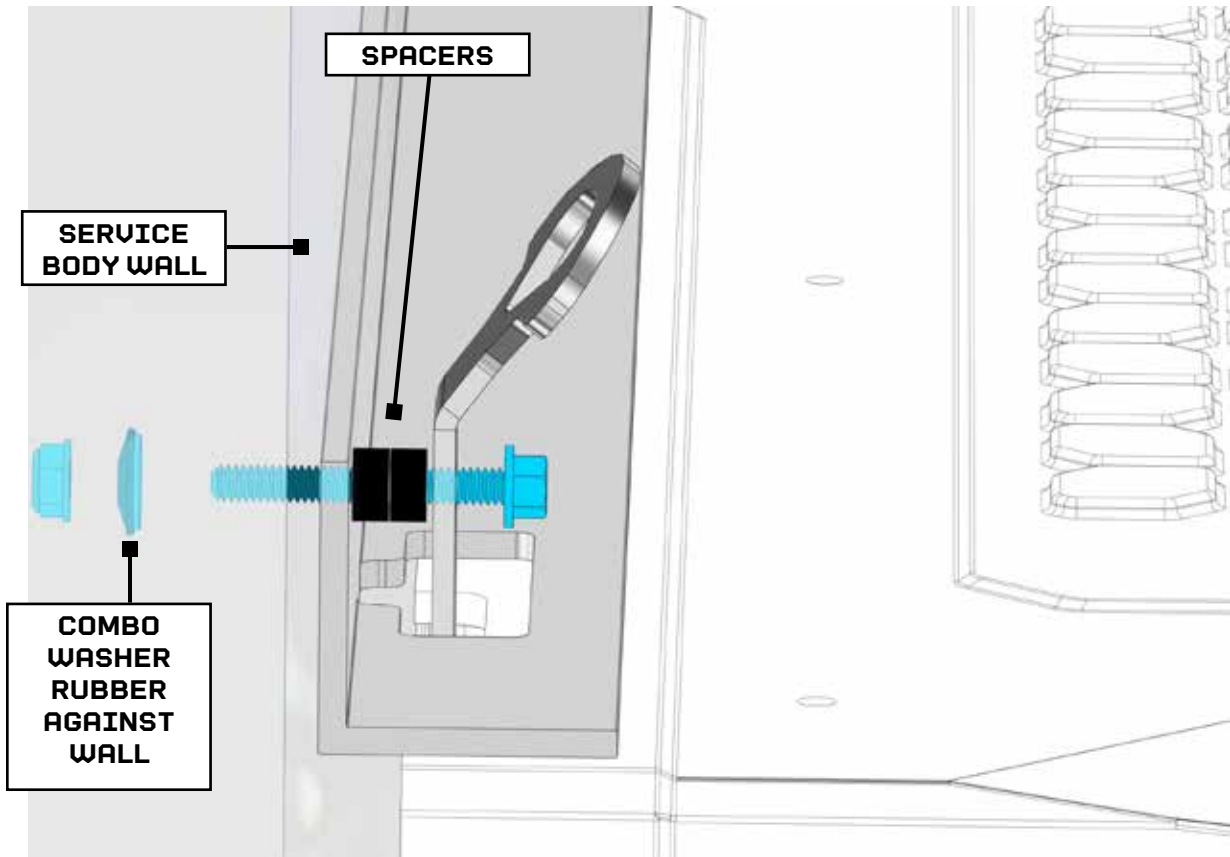 SPACERS
SERVICE
BODY WALL
COMBO
WASHER
RUBBER
AGAINST
WALL